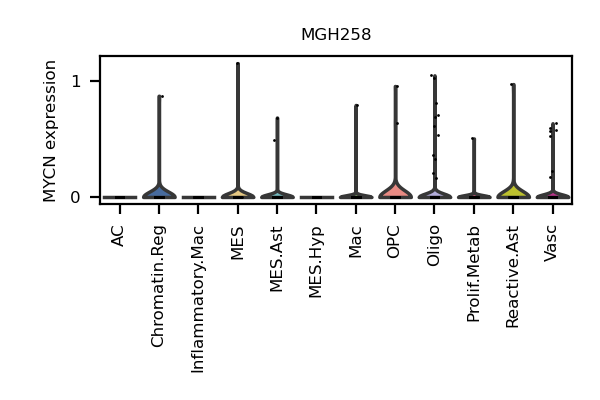 MGH258
MYCN expression
1
0
AC
Chromatin.Reg
Inflammatory.Mac
MES
MES.Ast
MES.Hyp
Mac
OPC
Oligo
Prolif.Metab
Reactive.Ast
Vasc